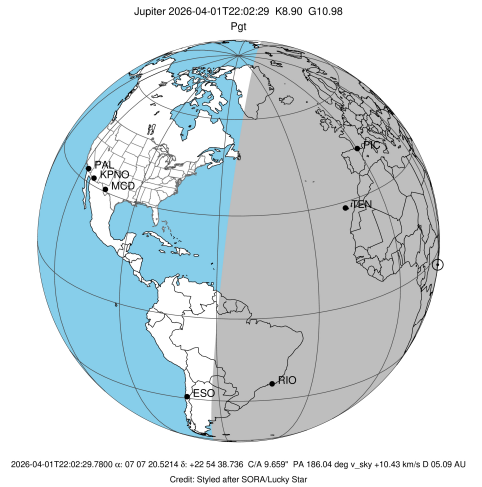 Jupiter 2026-04-01T22:02:29 K8.90 G10.98
Pgt
PIC
PAL
KPNO
MCD
TEN
RIO
ESO
2026-04-01T22:02:29.7800 α: 07 07 20.5214 δ: +22 54 38.736 C/A 9.659" PA 186.04 deg v_sky +10.43 km/s D 05.09 AU
Credit: Styled after SORA/Lucky Star